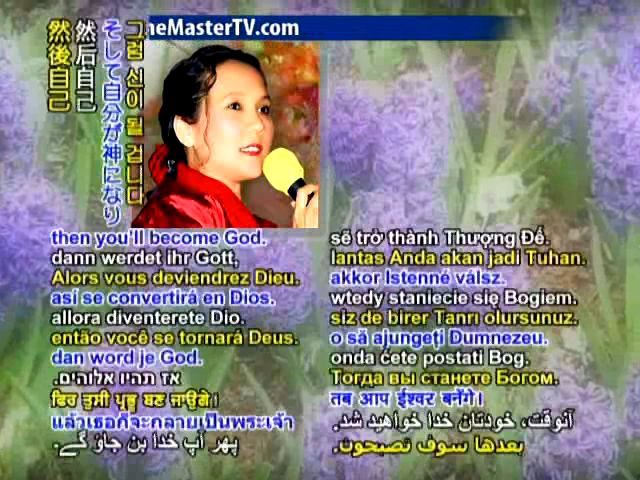 heMasterTV.com
그럼 신이 될 겁니다
そして自分が神になり
然后自己
然後自己
then you'll become God.
dann werdet ihr Gott,
Alors vous deviendrez Dieu.
así se convertirá en Dios.
allora diventerete Dio.
então você se tornará Deus.
dan word je God.
אז תהיו אלוהים.
ਫਿਰ ਤੁਸੀ ਪ੍ਰਭੂ ਬਣ ਜਾਉਗੇ।
แล้วเธอก็จะกลายเป็นพระเจ้า
پھر آپ خدا بن جاؤ گے۔
sẽ trở thành Thượng Đế.
lantas Anda akan jadi Tuhan.
akkor Istenné válsz.
wtedy staniecie się Bogiem.
siz de birer Tanrı olursunuz.
o să ajungeți Dumnezeu.
onda ćete postati Bog.
Тогда вы станете Богом.
तब आप ईश्वर बनेंगे।
آنوقت، خودتان خدا خواهید شد.
بعدها سوف تصبحون.